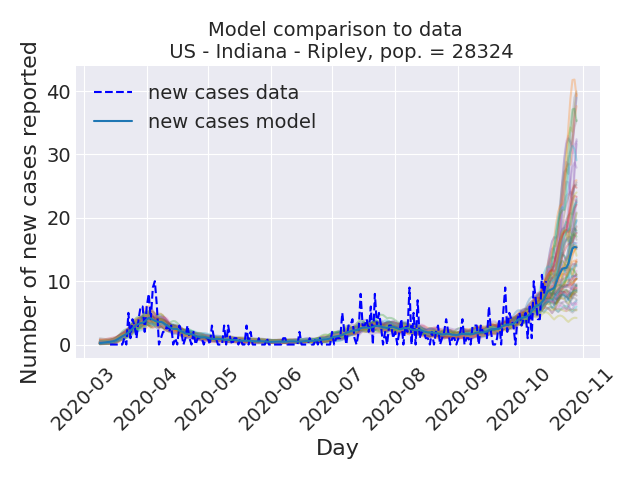 Model comparison to data
US - Indiana - Ripley, pop. = 28324
Number of new cases reported
40
30
20
10
0
new cases data
new cases model
2020-03
2020-04
2020-05
2020-06
2020-07
2020-08
2020-09
2020-10
2020-11
Day